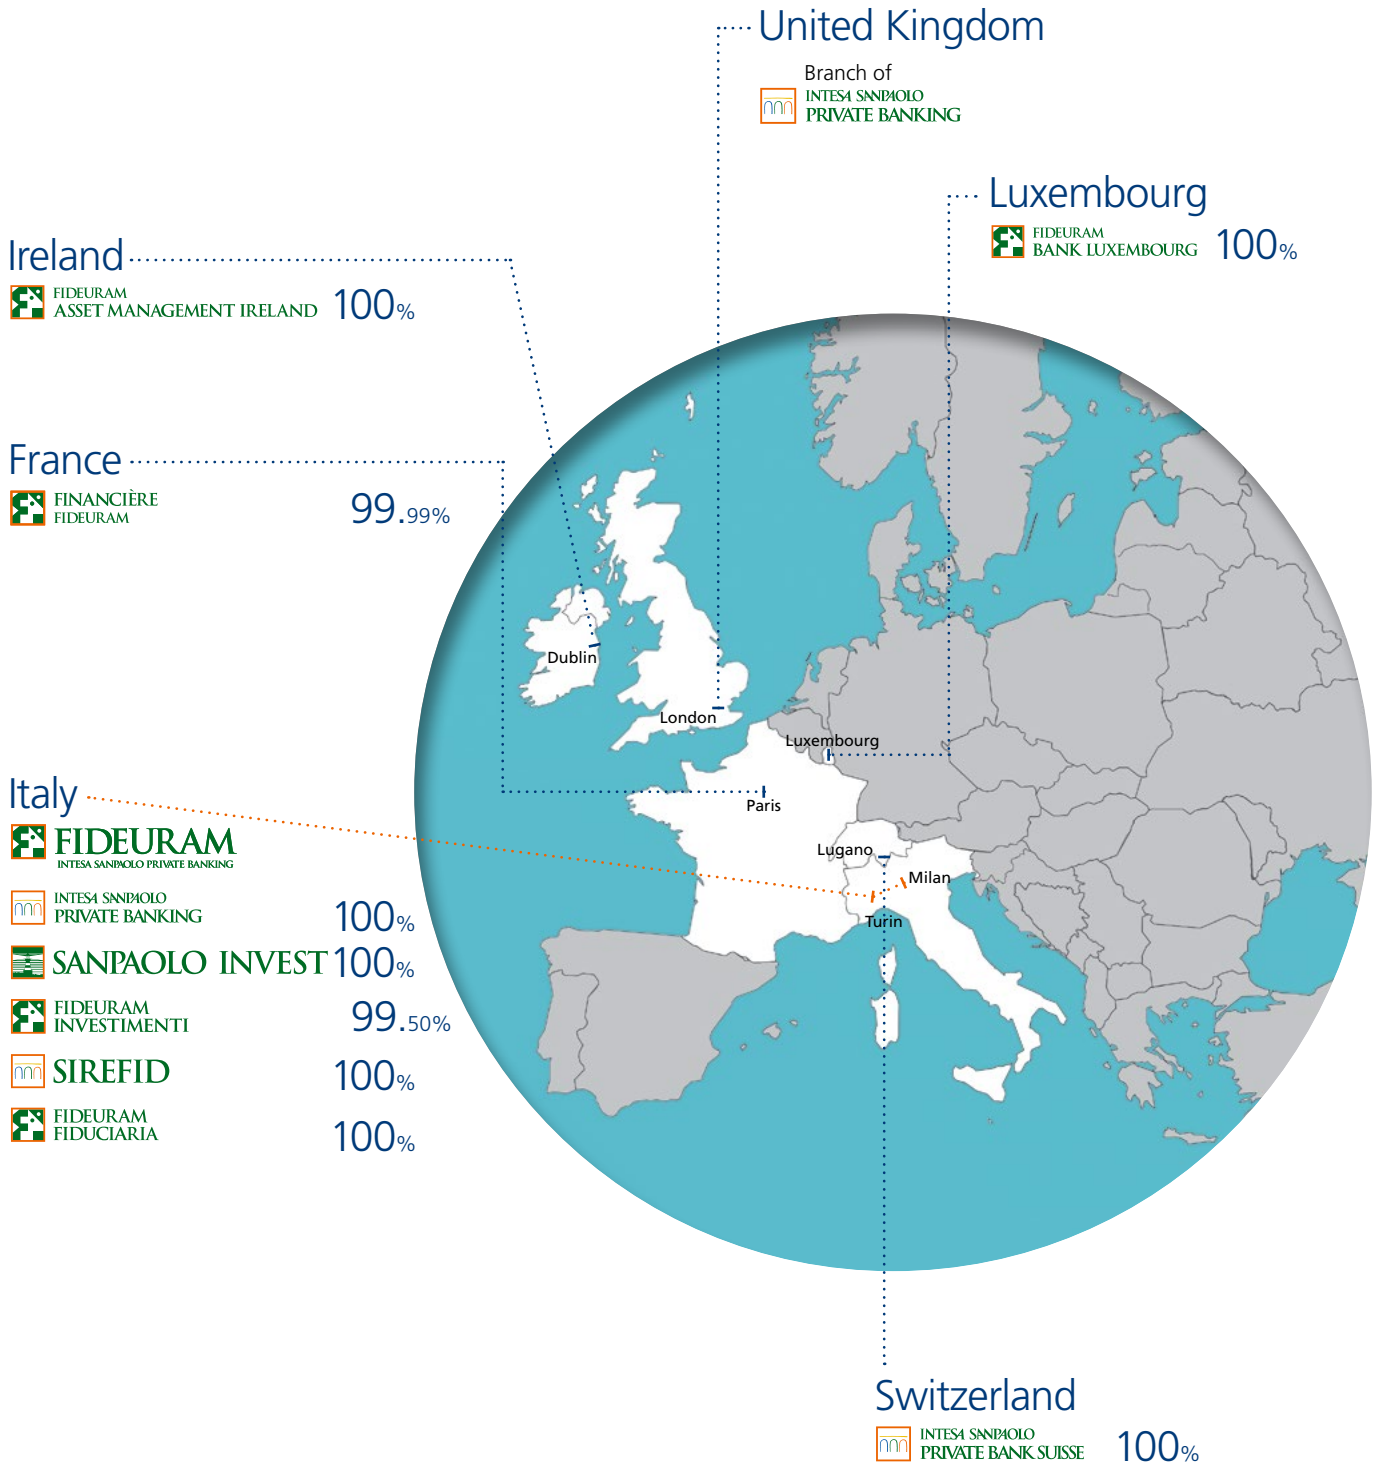 United Kingdom
Branch of
INTESA SANPAOLO
PRIVATE BANKING
Luxembourg
FIDEURAM
BANK LUXEMBOURG 100%
Ireland
FIDEURAM
ASSET MANAGEMENT IRELAND 100%
France
FINANCIÈRE
FIDEURAM
99.99%
Dublin
London
Luxembourg
Paris
Lugano
Milan
Turin
Italy
FIDEURAM
INTESA SANPAOLO PRIVATE BANKING
INTESA SANPAOLO
PRIVATE BANKING 100%
SANPAOLO INVEST 100%
FIDEURAM
INVESTIMENTI 99.50%
SIREFID 100%
FIDEURAM
FIDUCIARIA 100%
Switzerland
INTESA SANPAOLO
PRIVATE BANK SUISSE 100%